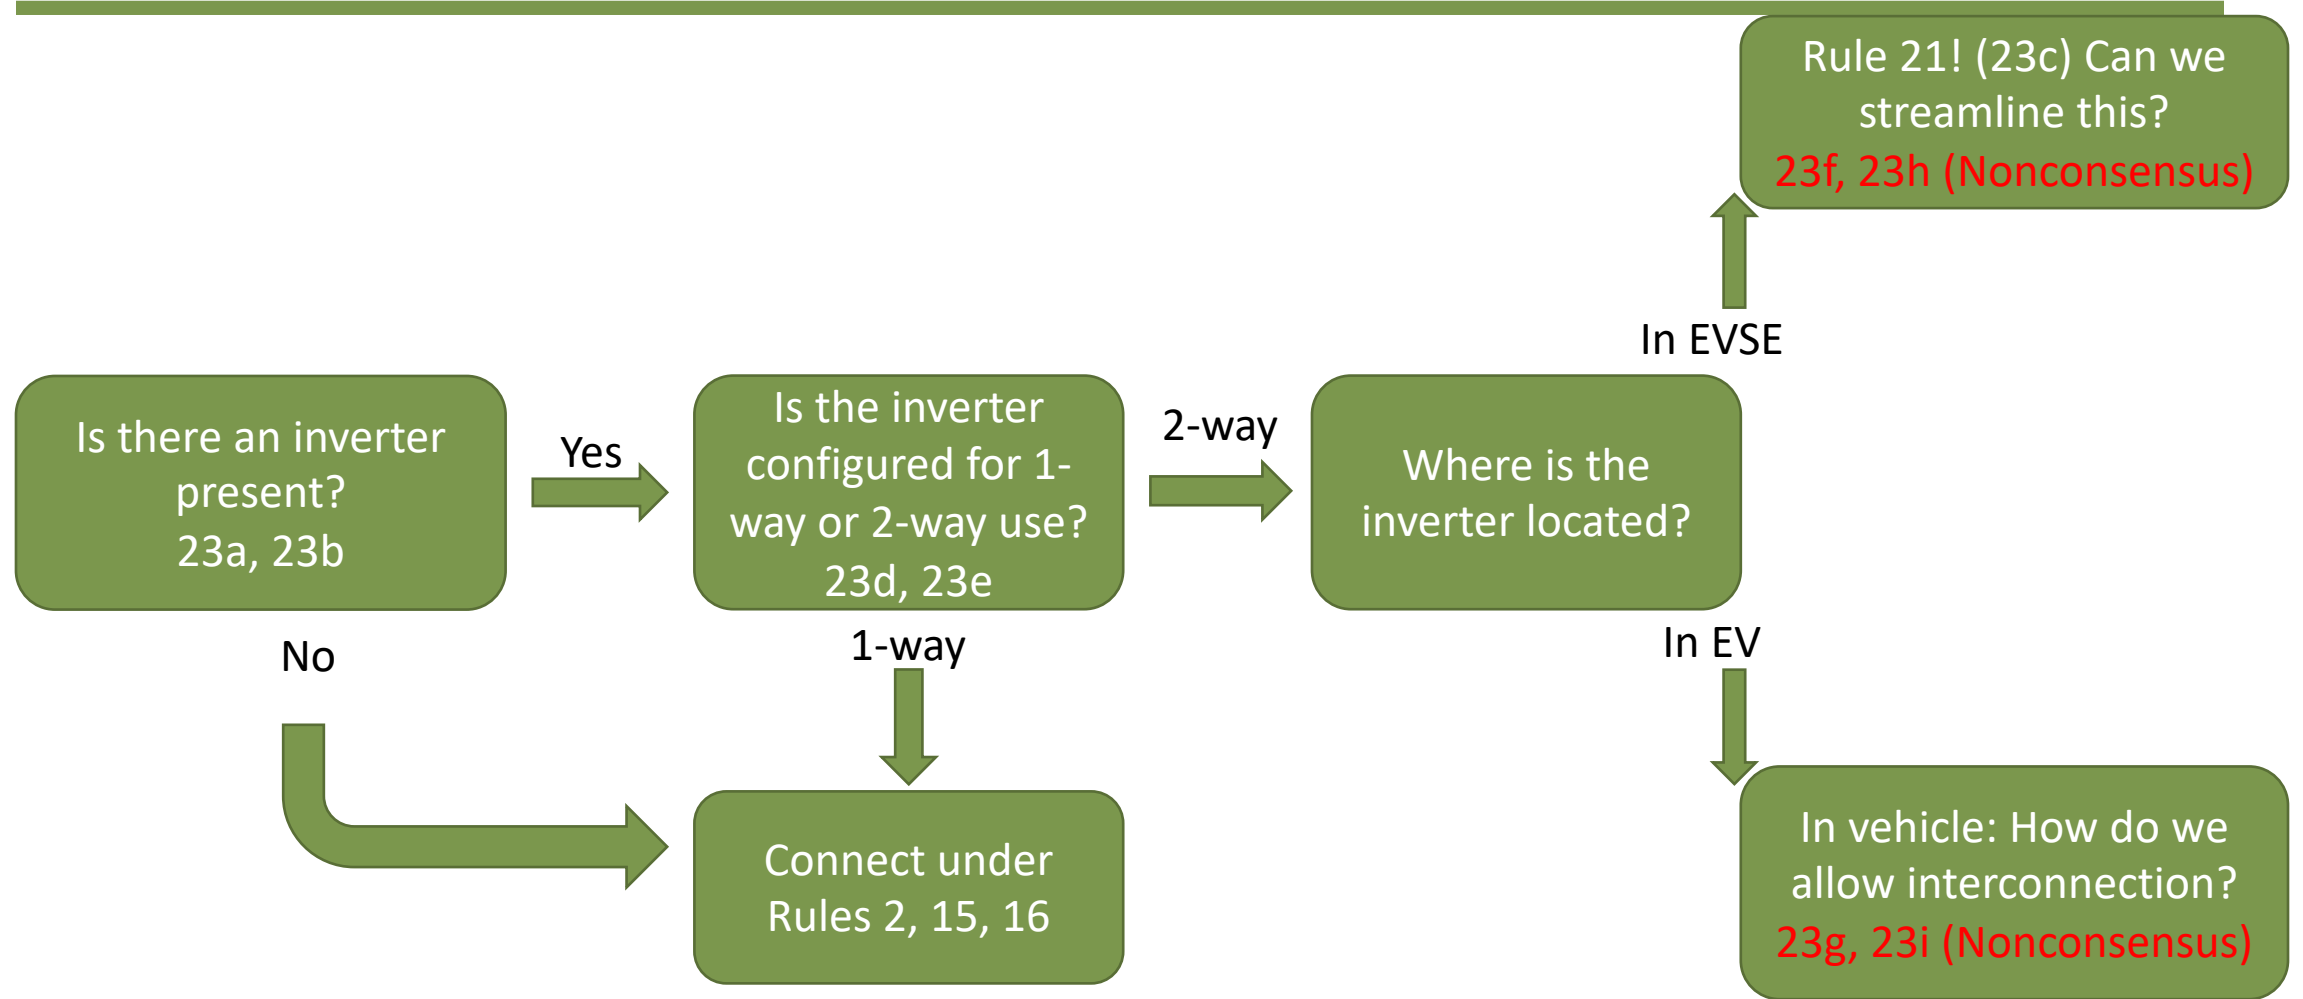 Rule 21! (23c) Can we
streamline this?
23f, 23h (Nonconsensus)
In EVSE
Is there an inverter
present?
23a, 23b
Yes
Is the inverter
configured for 1-
way or 2-way use?
23d, 23e
2-way
Where is the
inverter located?
No
1-way
In EV
Connect under
Rules 2, 15, 16
In vehicle: How do we
allow interconnection?
23g, 23i (Nonconsensus)